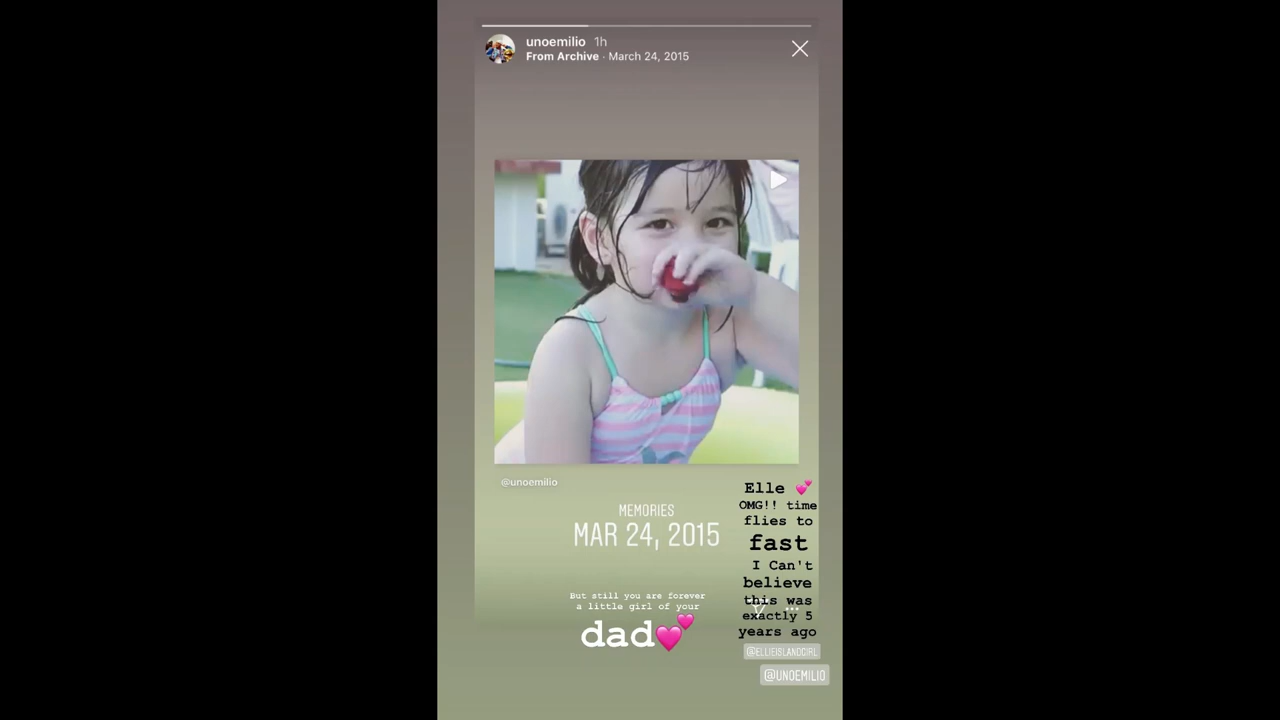 unoemilio 1h
From Archive · March 24, 2015
@unoemilio
MEMORIES
MAR 24, 2015
But still you are forever
a little girl of your
dad💕
Elle 💕
OMG!! time
flies to
fast
I Can't
believe
this was
exactly 5
years ago
@ELLIEISLANDGIRL
@UNOEMILIO